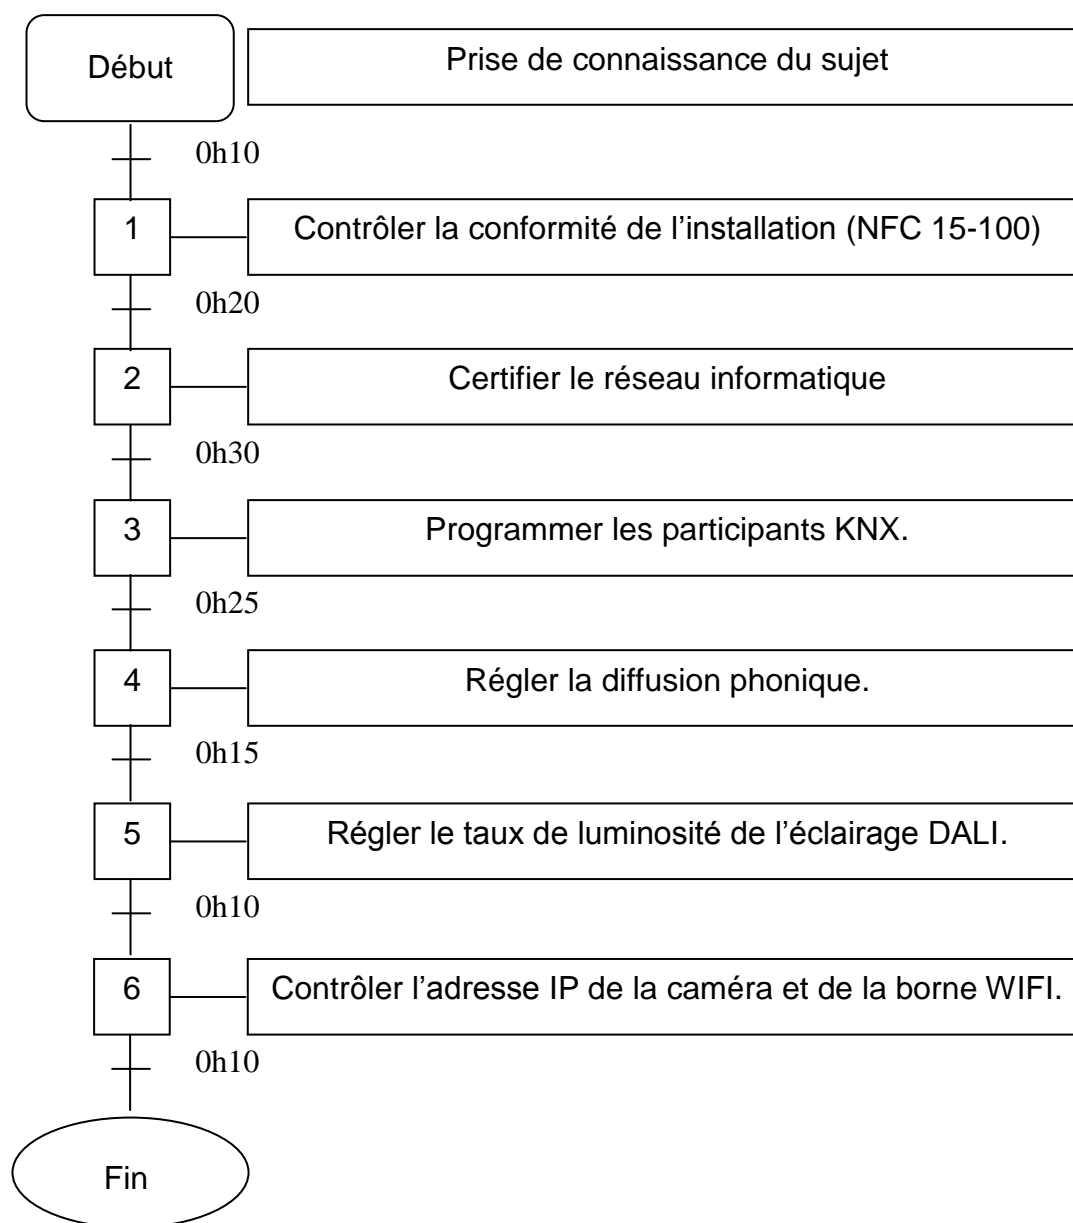 Début
Prise de connaissance du sujet
0h10
1
Contrôler la conformité de l’installation (NFC 15-100)
0h20
2
Certifier le réseau informatique
0h30
3
Programmer les participants KNX.
0h25
4
Régler la diffusion phonique.
0h15
5
Régler le taux de luminosité de l’éclairage DALI.
0h10
6
Contrôler l’adresse IP de la caméra et de la borne WIFI.
0h10
Fin